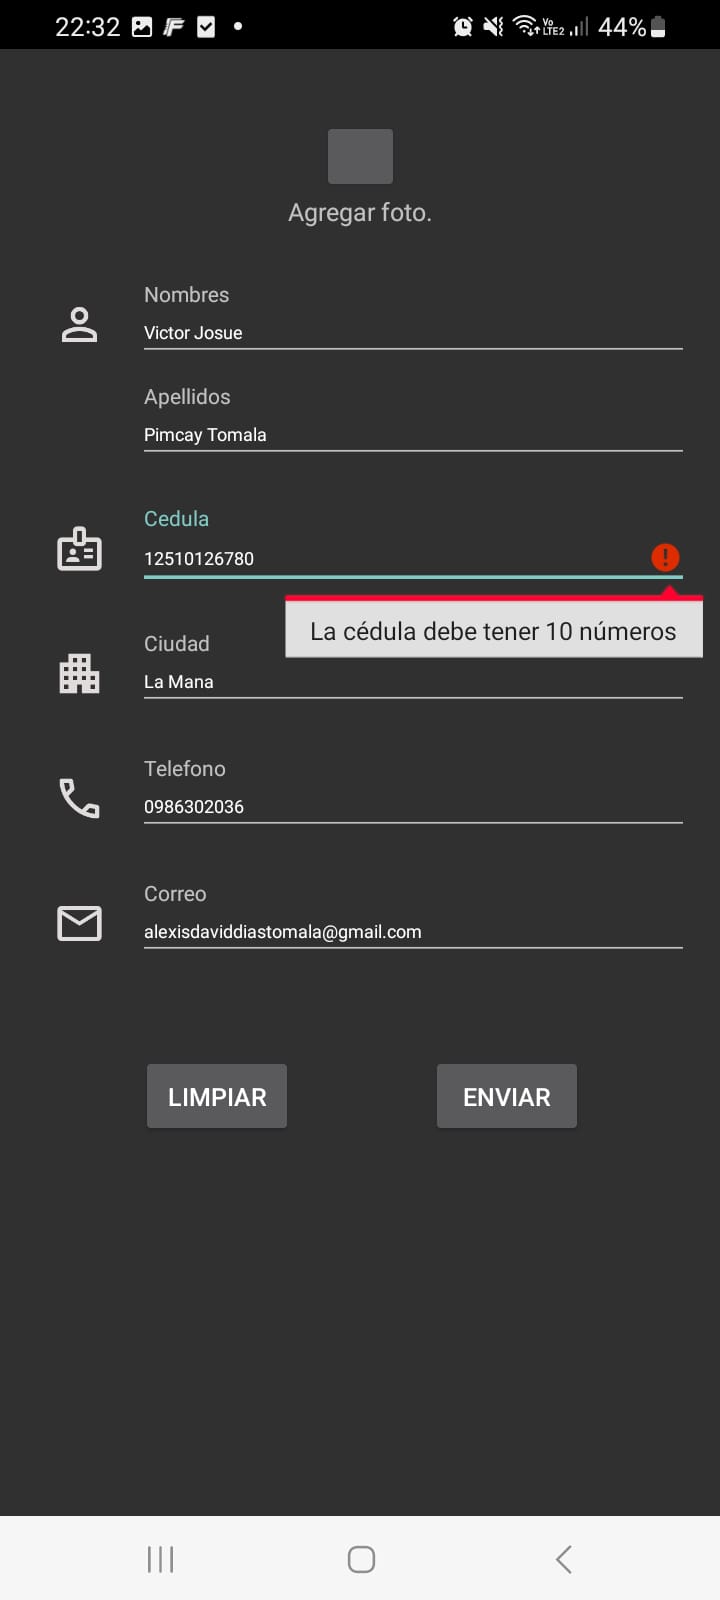 22:32
Vo
LTE2
44%
Agregar foto.
Nombres
Victor Josue
Apellidos
Pimcay Tomala
Cedula
12510126780
La cédula debe tener 10 números
Ciudad
La Mana
Telefono
0986302036
Correo
alexisdaviddiastomala@gmail.com
LIMPIAR
ENVIAR